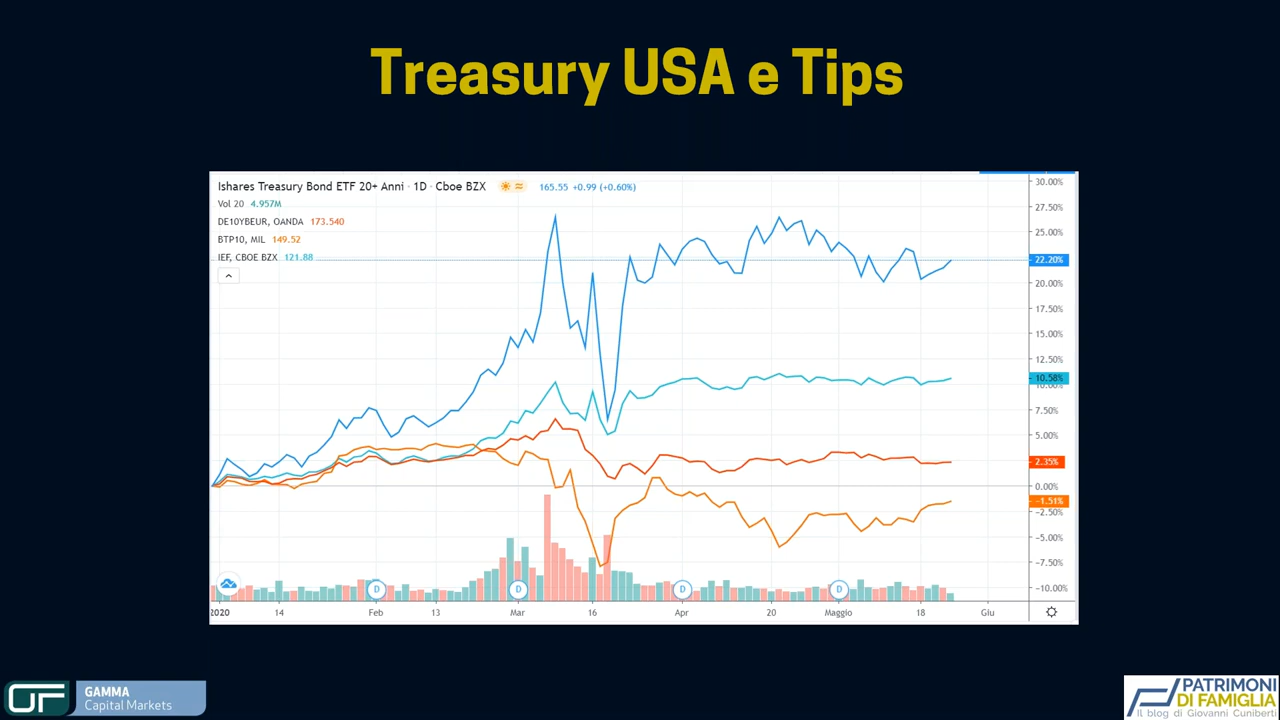 Treasury USA e Tips
Ishares Treasury Bond ETF 20+ Anni · 1D · Cboe BZX 165.55 +0.99 (+0.60%)
Vol 20 4.957M
DE10YBEUR, OANDA 173.540
BTP10, MIL 149.52
IEF, CBOE BZX 121.88
30.00%
27.50%
25.00%
22.20%
20.00%
17.50%
15.00%
12.50%
10.58%
10.00%
7.50%
5.00%
2.35%
0.00%
−1.51%
−2.50%
−5.00%
−7.50%
−10.00%
D D D D
2020 14 Feb 13 Mar 16 Apr 20 Maggio 18 Giu
GAMMA
Capital Markets
PATRIMONI
DI FAMIGLIA
Il blog di Giovanni Cuniberti